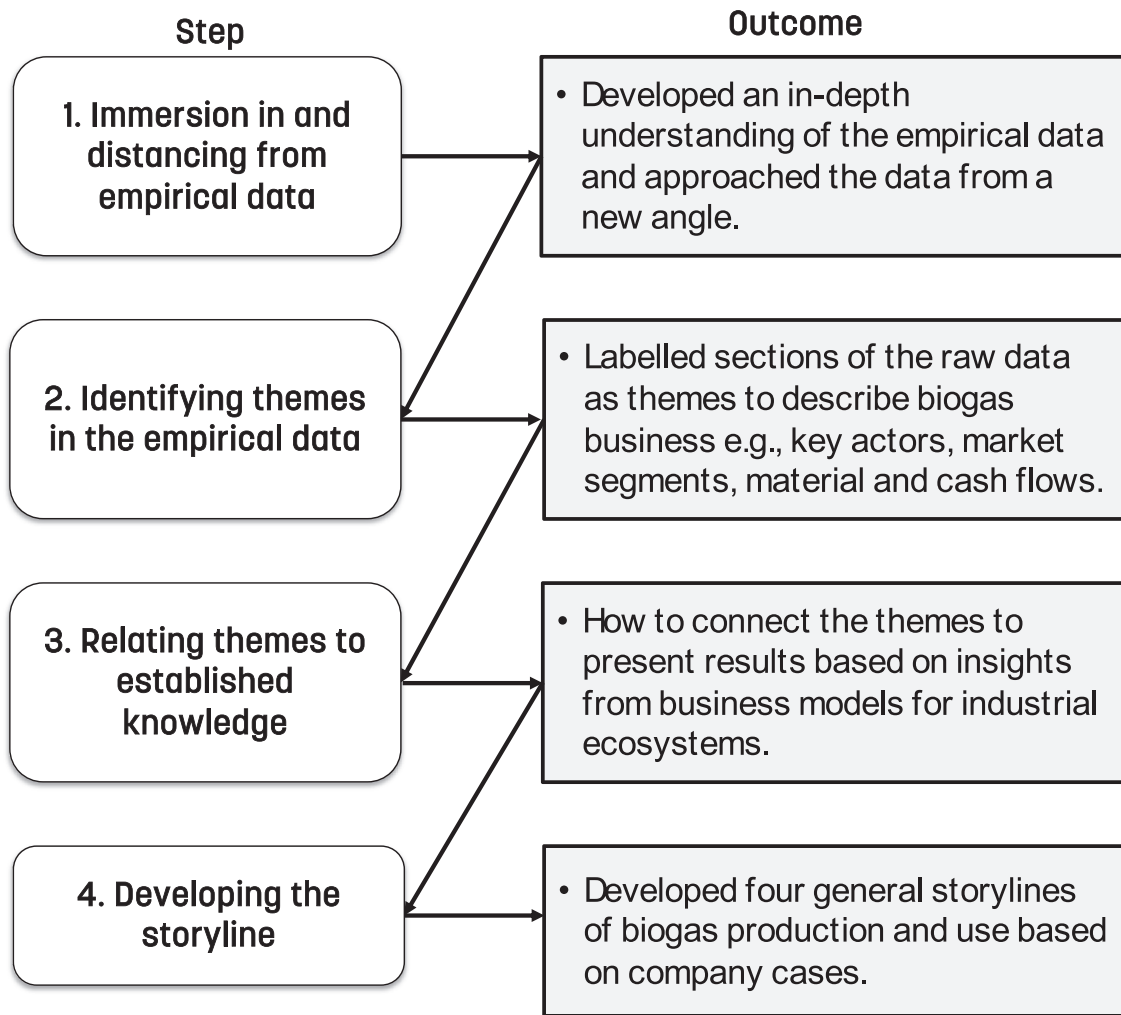 Step
Outcome
1. Immersion in and
distancing from
empirical data
• Developed an in-depth
understanding of the empirical data
and approached the data from a
new angle.
2. Identifying themes
in the empirical data
• Labelled sections of the raw data
as themes to describe biogas
business e.g., key actors, market
segments, material and cash flows.
3. Relating themes to
established
knowledge
• How to connect the themes to
present results based on insights
from business models for industrial
ecosystems.
4. Developing the
storyline
• Developed four general storylines
of biogas production and use based
on company cases.